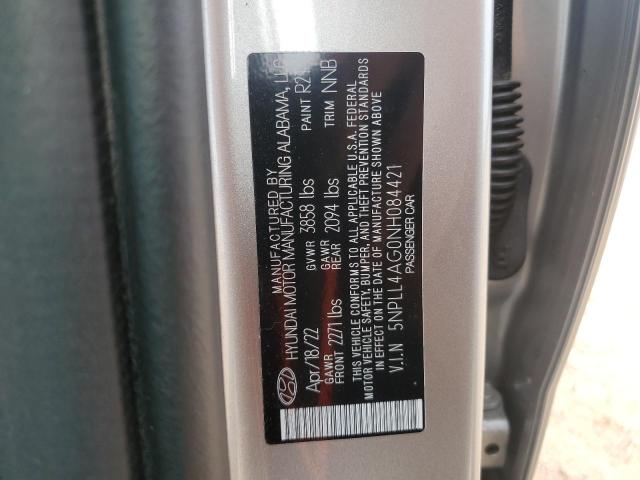 MANUFACTURED BY
HYUNDAI MOTOR MANUFACTURING ALABAMA, LLC
Apr/18/22 GVWR 3858 lbs PAINT
GAWR FRONT 2271 lbs GAWR REAR 2094 lbs TRIM NNB
THIS VEHICLE CONFORMS TO ALL APPLICABLE U.S.A. FEDERAL
MOTOR VEHICLE SAFETY, BUMPER, AND THEFT PREVENTION STANDARDS
IN EFFECT ON THE DATE OF MANUFACTURE SHOWN ABOVE
V.I.N 5NPLL4AG0NH084421
PASSENGER CAR